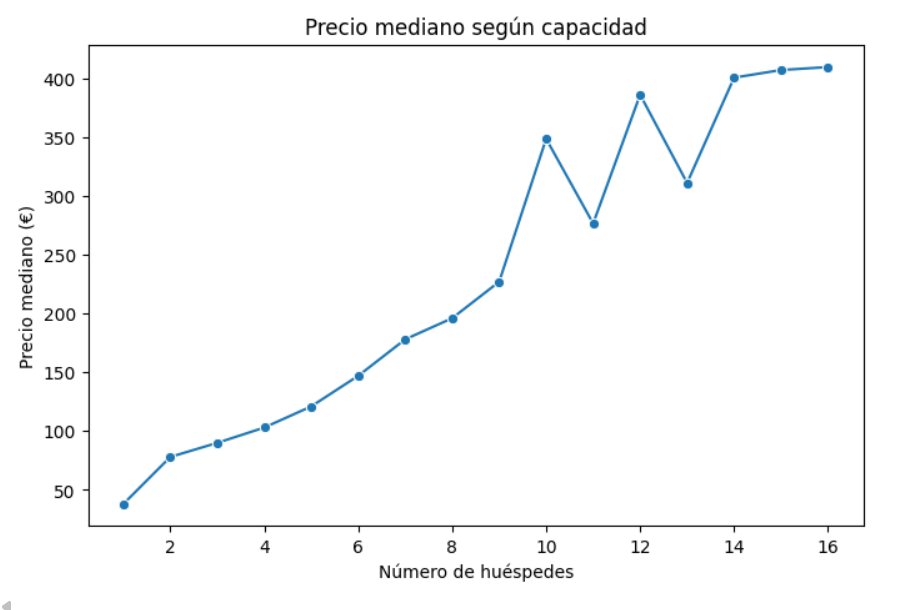 Precio mediano según capacidad
Precio mediano (€)
400
350
300
250
200
150
100
50
2 4 6 8 10 12 14 16
Número de huéspedes